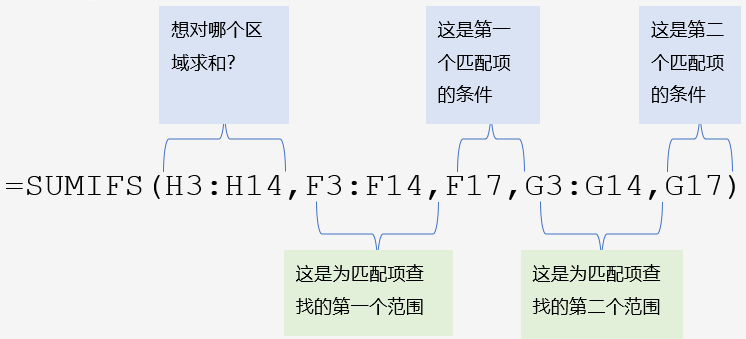 想对哪个区
域求和?
这是第一
个匹配项
的条件
这是第二
个匹配项
的条件
=SUMIFS(H3:H14,F3:F14,F17,G3:G14,G17)
这是为匹配项查
找的第一个范围
这是为匹配项查
找的第二个范围